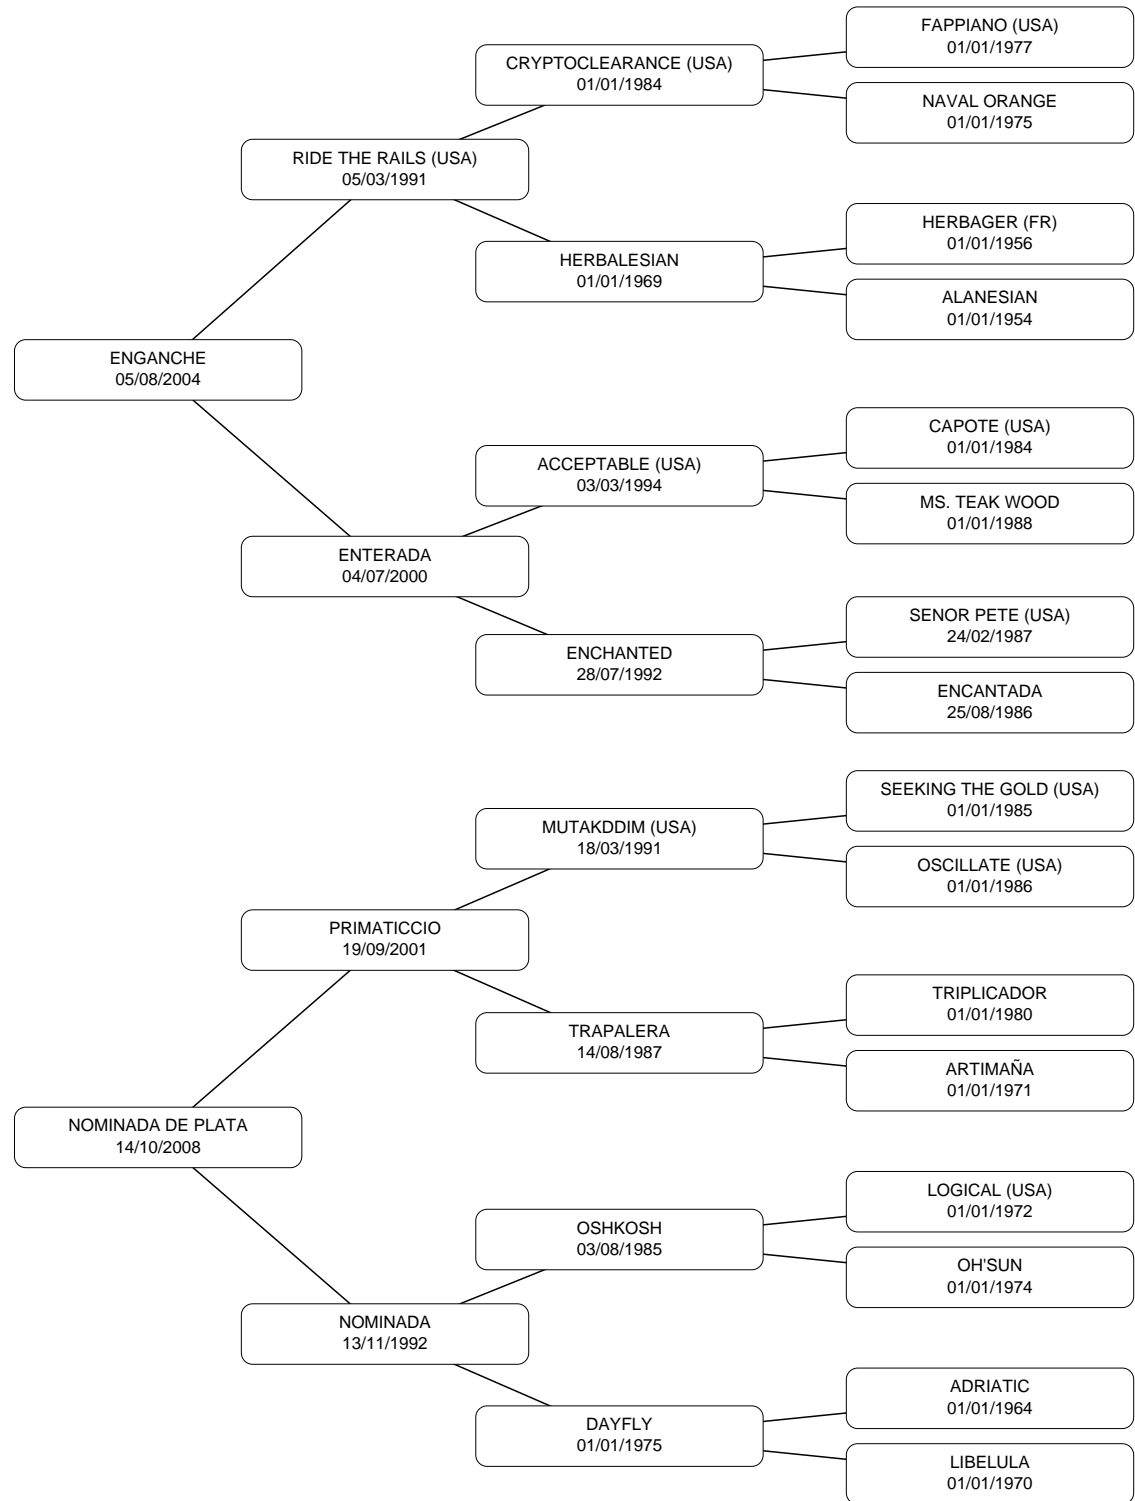 FAPPIANO (USA)
01/01/1977
CRYPTOCLEARANCE (USA)
01/01/1984
NAVAL ORANGE
01/01/1975
RIDE THE RAILS (USA)
05/03/1991
HERBAGER (FR)
01/01/1956
HERBALESIAN
01/01/1969
ALANESIAN
01/01/1954
ENGANCHE
05/08/2004
CAPOTE (USA)
01/01/1984
ACCEPTABLE (USA)
03/03/1994
MS. TEAK WOOD
01/01/1988
ENTERADA
04/07/2000
SENOR PETE (USA)
24/02/1987
ENCHANTED
28/07/1992
ENCANTADA
25/08/1986
SEEKING THE GOLD (USA)
01/01/1985
MUTAKDDIM (USA)
18/03/1991
OSCILLATE (USA)
01/01/1986
PRIMATICCIO
19/09/2001
TRIPLICADOR
01/01/1980
TRAPALERA
14/08/1987
ARTIMAÑA
01/01/1971
NOMINADA DE PLATA
14/10/2008
LOGICAL (USA)
01/01/1972
OSHKOSH
03/08/1985
OH'SUN
01/01/1974
NOMINADA
13/11/1992
ADRIATIC
01/01/1964
DAYFLY
01/01/1975
LIBELULA
01/01/1970